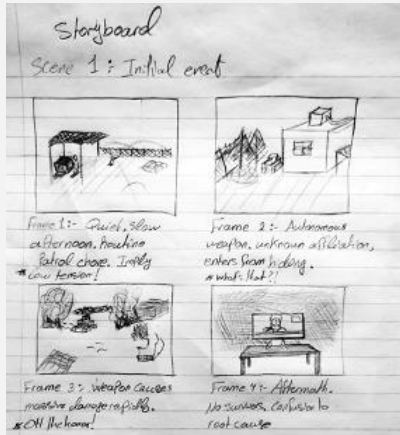 Storyboard
Scene 1: Initial event
Frame 1:- Quiet, slow
afternoon, routine
Patrol chore. Imply
* Low tension!
Frame 2:- Autonomous
weapon, unknown affiliation,
enters from hiding.
* what's that?!
-2
Frame 3:- Weapon causes
massive damage rapidly.
* OH the horror!
Frame 4:- Aftermath.
No survivors, Confusion to
root cause